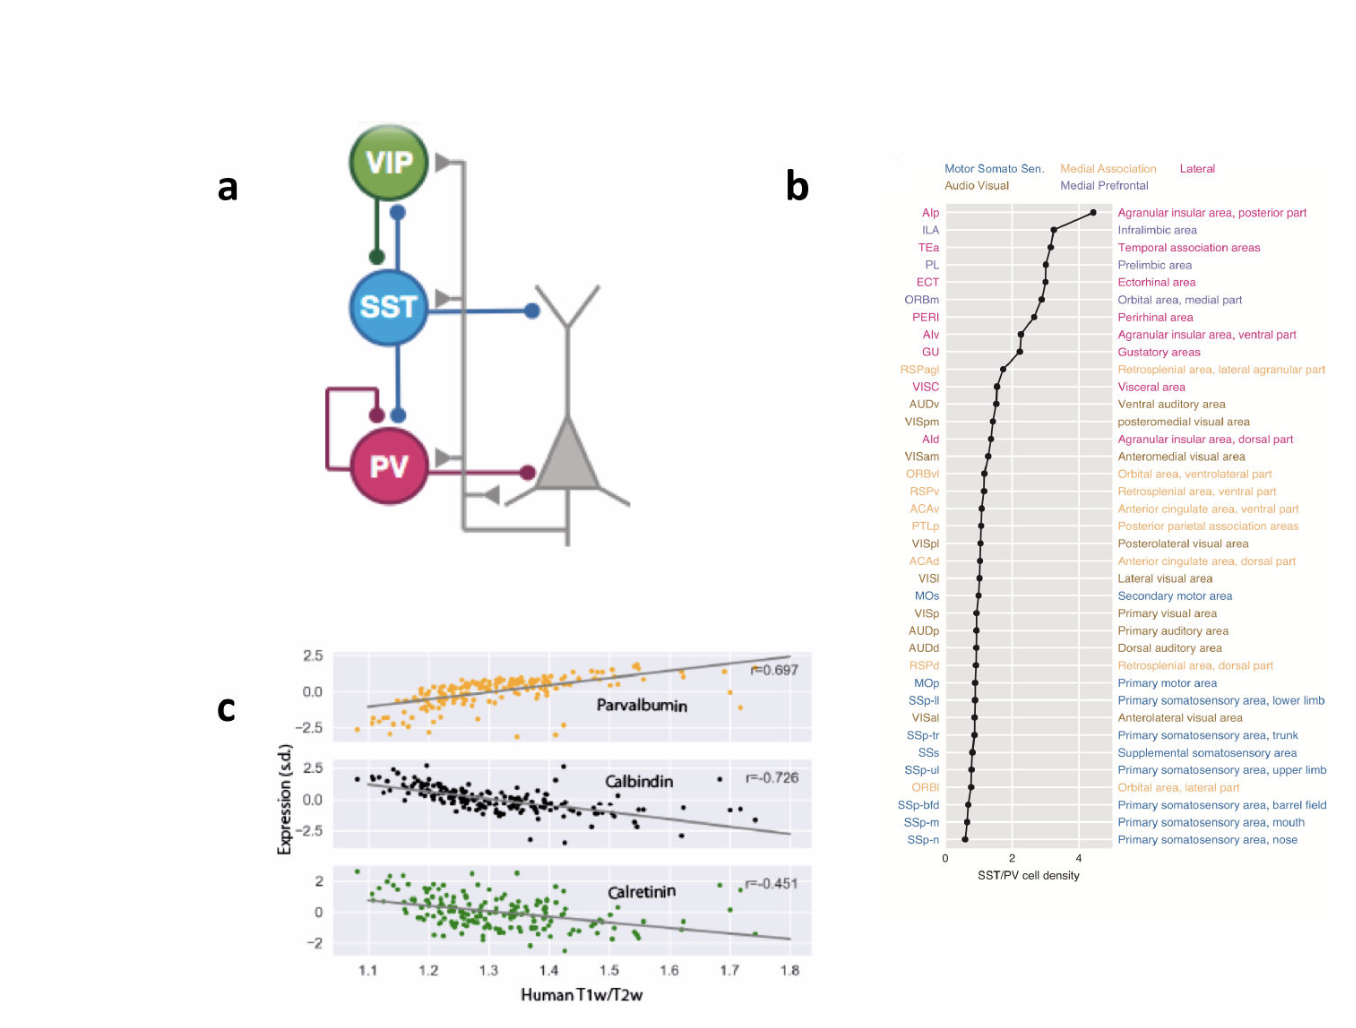 a
VIP
SST
PV
b
Motor Somato Sen. Medial Association Lateral
Audio Visual Medial Prefrontal
AIp Agranular insular area, posterior part
ILA Infralimbic area
TEa Temporal association areas
PL Prelimbic area
ECT Ectorhinal area
ORBm Orbital area, medial part
PERI Perirhinal area
AIv Agranular insular area, ventral part
GU Gustatory areas
RSPagl Retrosplenial area, lateral agranular part
VISC Visceral area
AUDv Ventral auditory area
VISpm posteromedial visual area
AId Agranular insular area, dorsal part
VISam Anteromedial visual area
ORBvl Orbital area, ventrolateral part
RSPv Retrosplenial area, ventral part
ACAv Anterior cingulate area, ventral part
PTLp Posterior parietal association areas
VISpl Posterolateral visual area
ACAd Anterior cingulate area, dorsal part
VISl Lateral visual area
MOs Secondary motor area
VISp Primary visual area
AUDp Primary auditory area
AUDd Dorsal auditory area
RSPd Retrosplenial area, dorsal part
MOp Primary motor area
SSp-ll Primary somatosensory area, lower limb
VISal Anterolateral visual area
SSp-tr Primary somatosensory area, trunk
SSs Supplemental somatosensory area
SSp-ul Primary somatosensory area, upper limb
ORBl Orbital area, lateral part
SSp-bfd Primary somatosensory area, barrel field
SSp-m Primary somatosensory area, mouth
SSp-n Primary somatosensory area, nose
0 2 4
SST/PV cell density
c
Expression (s.d.)
2.5
0.0
−2.5
r=0.697
Parvalbumin
2.5
0.0
−2.5
Calbindin
r=-0.726
2
0
−2
Calretinin
r=-0.451
1.1 1.2 1.3 1.4 1.5 1.6 1.7 1.8
Human T1w/T2w